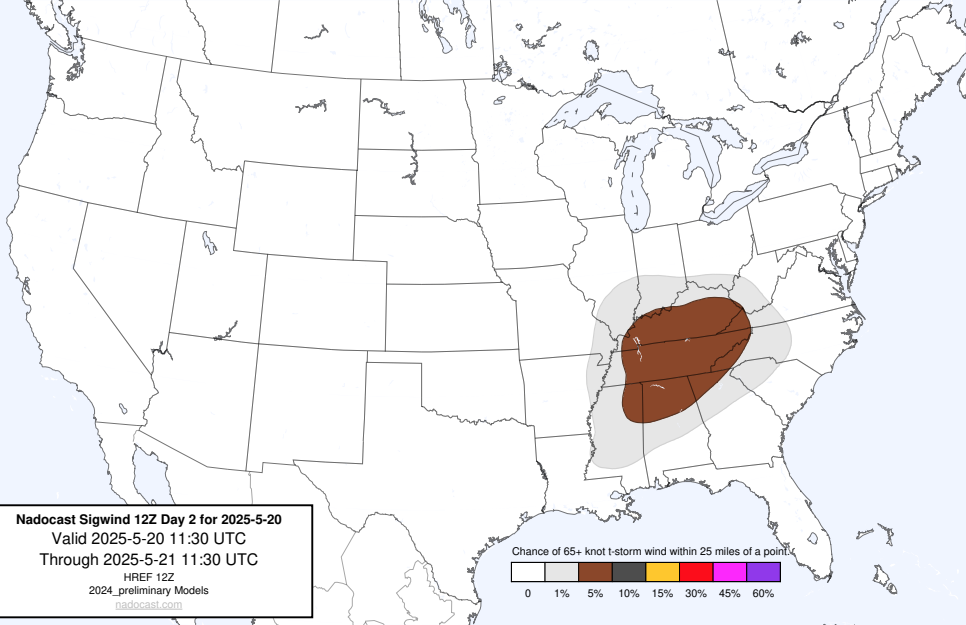 Nadocast Sigwind 12Z Day 2 for 2025-5-20
Valid 2025-5-20 11:30 UTC
Through 2025-5-21 11:30 UTC
HREF 12Z
2024_preliminary Models
nadocast.com
Chance of 65+ knot t-storm wind within 25 miles of a point.
0 1% 5% 10% 15% 30% 45% 60%